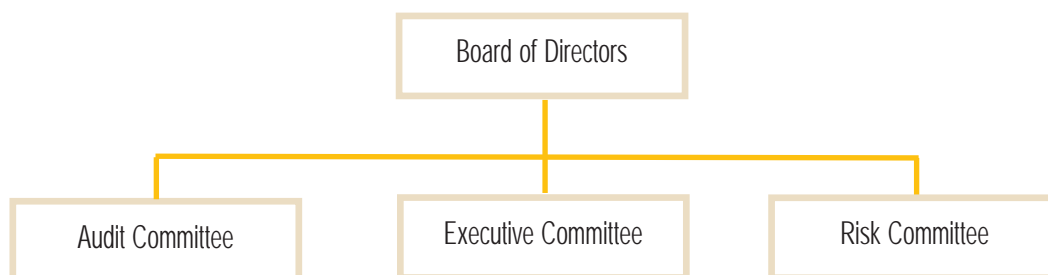 Board of Directors
Audit Committee
Executive Committee
Risk Committee